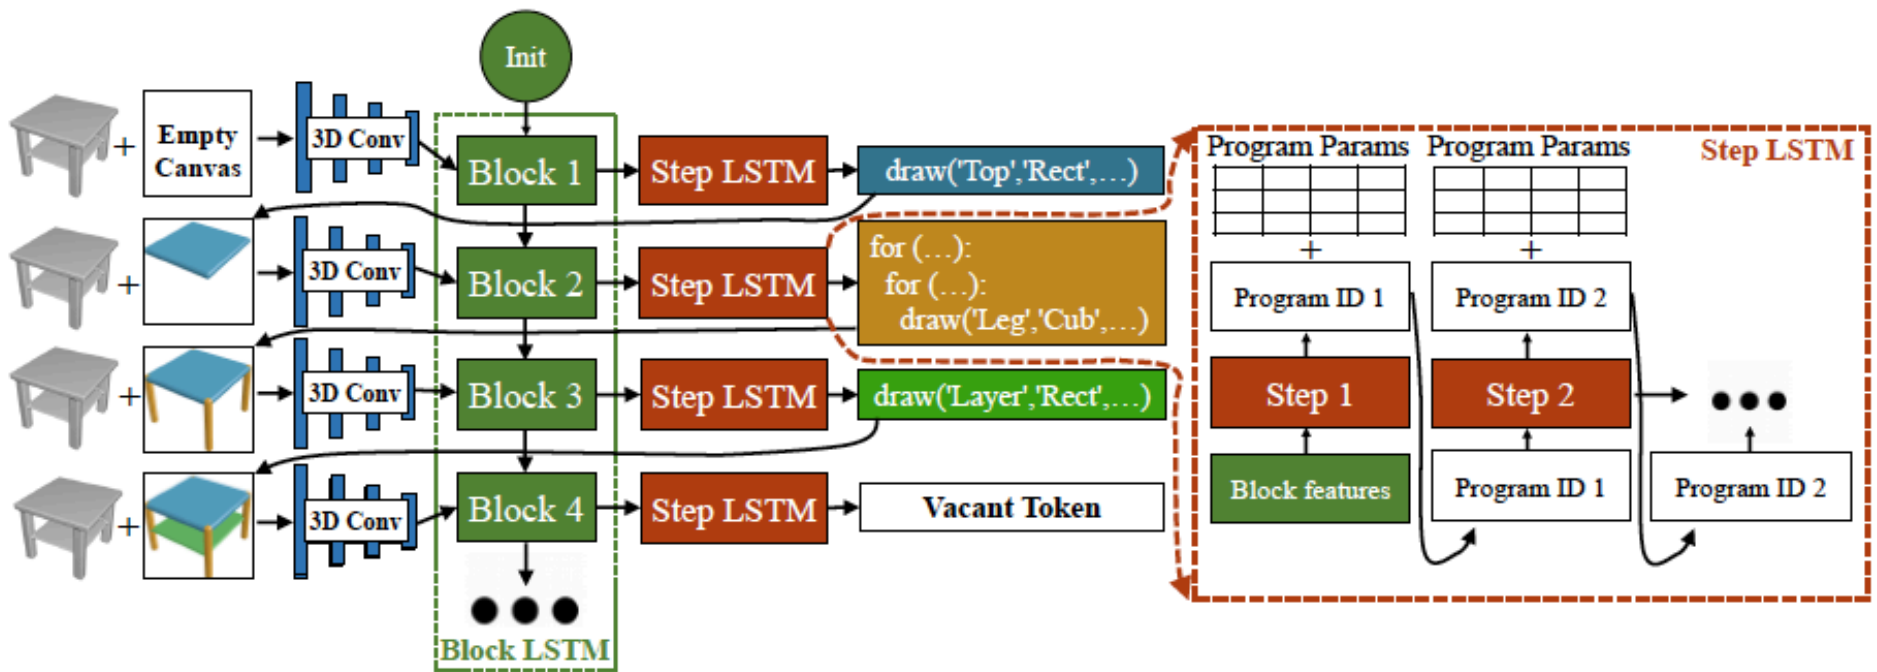 Init
+
Empty
Canvas
3D Conv
Block 1
Step LSTM
draw('Top','Rect',...)
+
3D Conv
Block 2
Step LSTM
for (...):
for (...):
draw('Leg','Cub',...)
+
3D Conv
Block 3
Step LSTM
draw('Layer','Rect',...)
+
3D Conv
Block 4
Step LSTM
Vacant Token
Block LSTM
Step LSTM
Program Params
Program Params
+
+
Program ID 1
Program ID 2
Step 1
Step 2
Block features
Program ID 1
Program ID 2